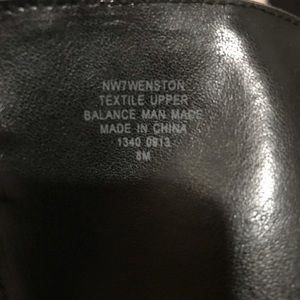 NW7WENSTON
TEXTILE UPPER
BALANCE MAN MADE
MADE IN CHINA
1340 0913
8M